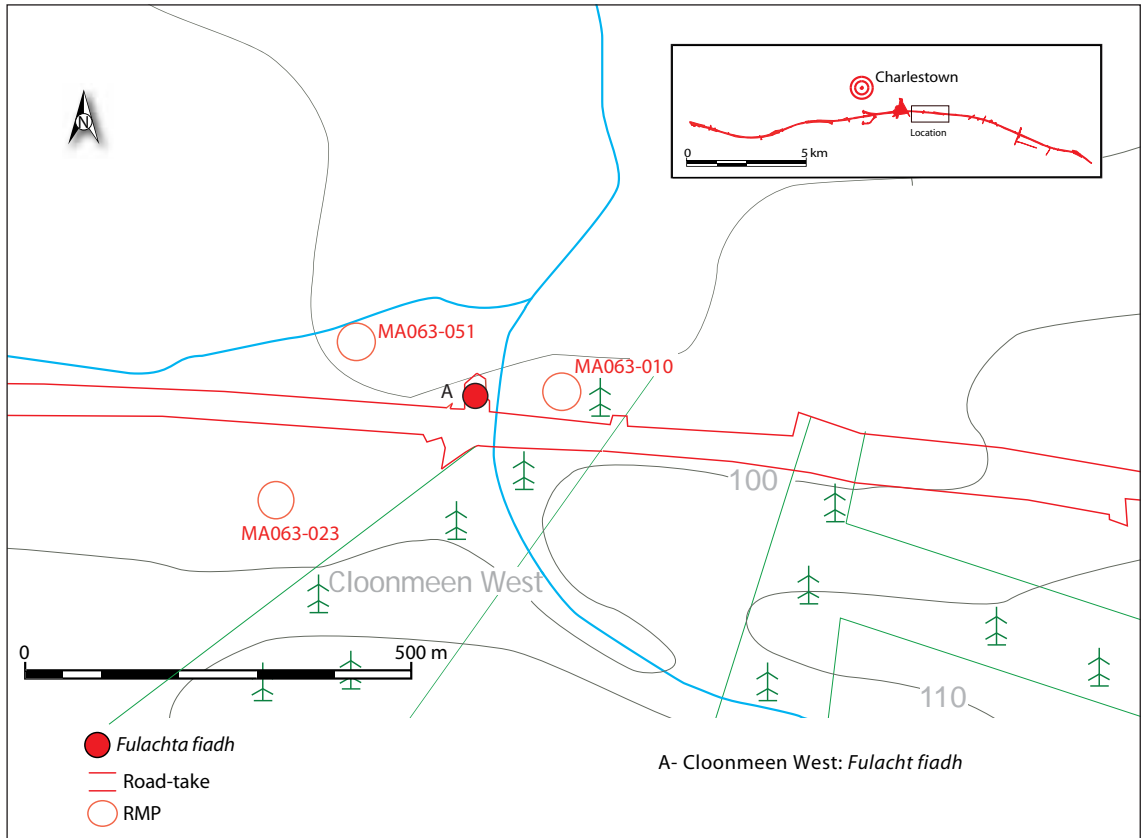 N
Charlestown
Location
0 5 km
MA063-051
MA063-010
A
100
MA063-023
Cloonmeen West
0 500 m
110
Fulachta fiadh
A- Cloonmeen West: Fulacht fiadh
Road-take
RMP